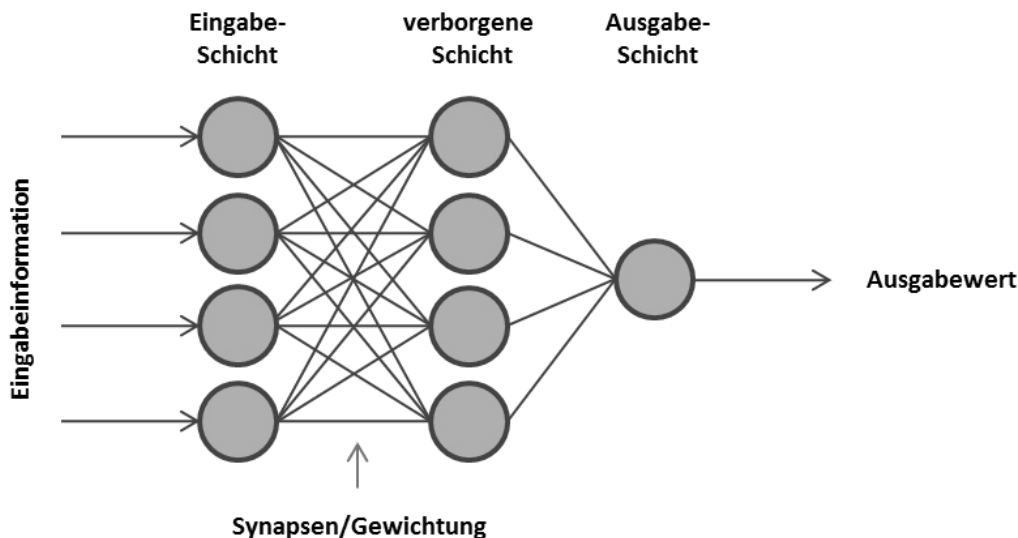 Eingabe-
Schicht
verborgene
Schicht
Ausgabe-
Schicht
Eingabeinformation
Ausgabewert
Synapsen/Gewichtung